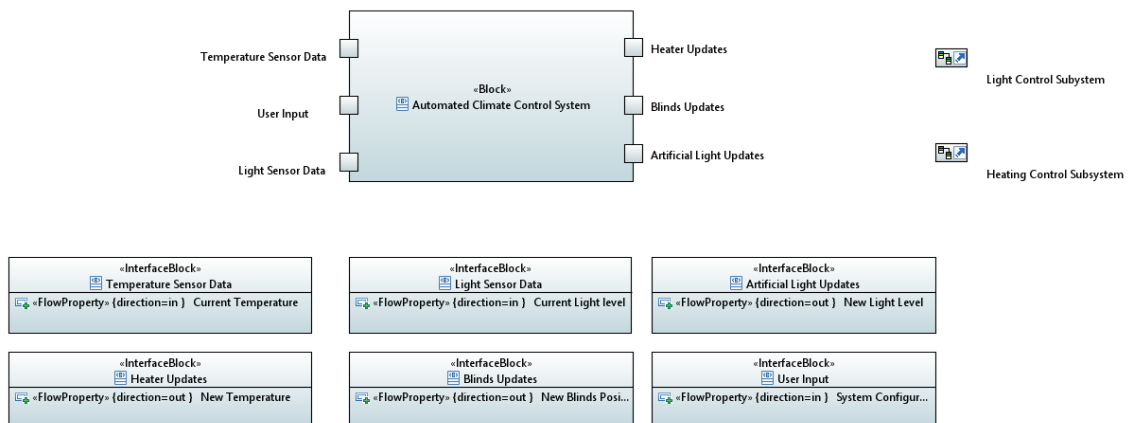 Temperature Sensor Data
User Input
Light Sensor Data
«Block»
Automated Climate Control System
Heater Updates
Blinds Updates
Artificial Light Updates
Light Control Subystem
Heating Control Subsystem
«InterfaceBlock»
Temperature Sensor Data
«FlowProperty» {direction=in } Current Temperature
«InterfaceBlock»
Light Sensor Data
«FlowProperty» {direction=in } Current Light level
«InterfaceBlock»
Artificial Light Updates
«FlowProperty» {direction=out } New Light Level
«InterfaceBlock»
Heater Updates
«FlowProperty» {direction=out } New Temperature
«InterfaceBlock»
Blinds Updates
«FlowProperty» {direction=out } New Blinds Posi...
«InterfaceBlock»
User Input
«FlowProperty» {direction=in } System Configur...